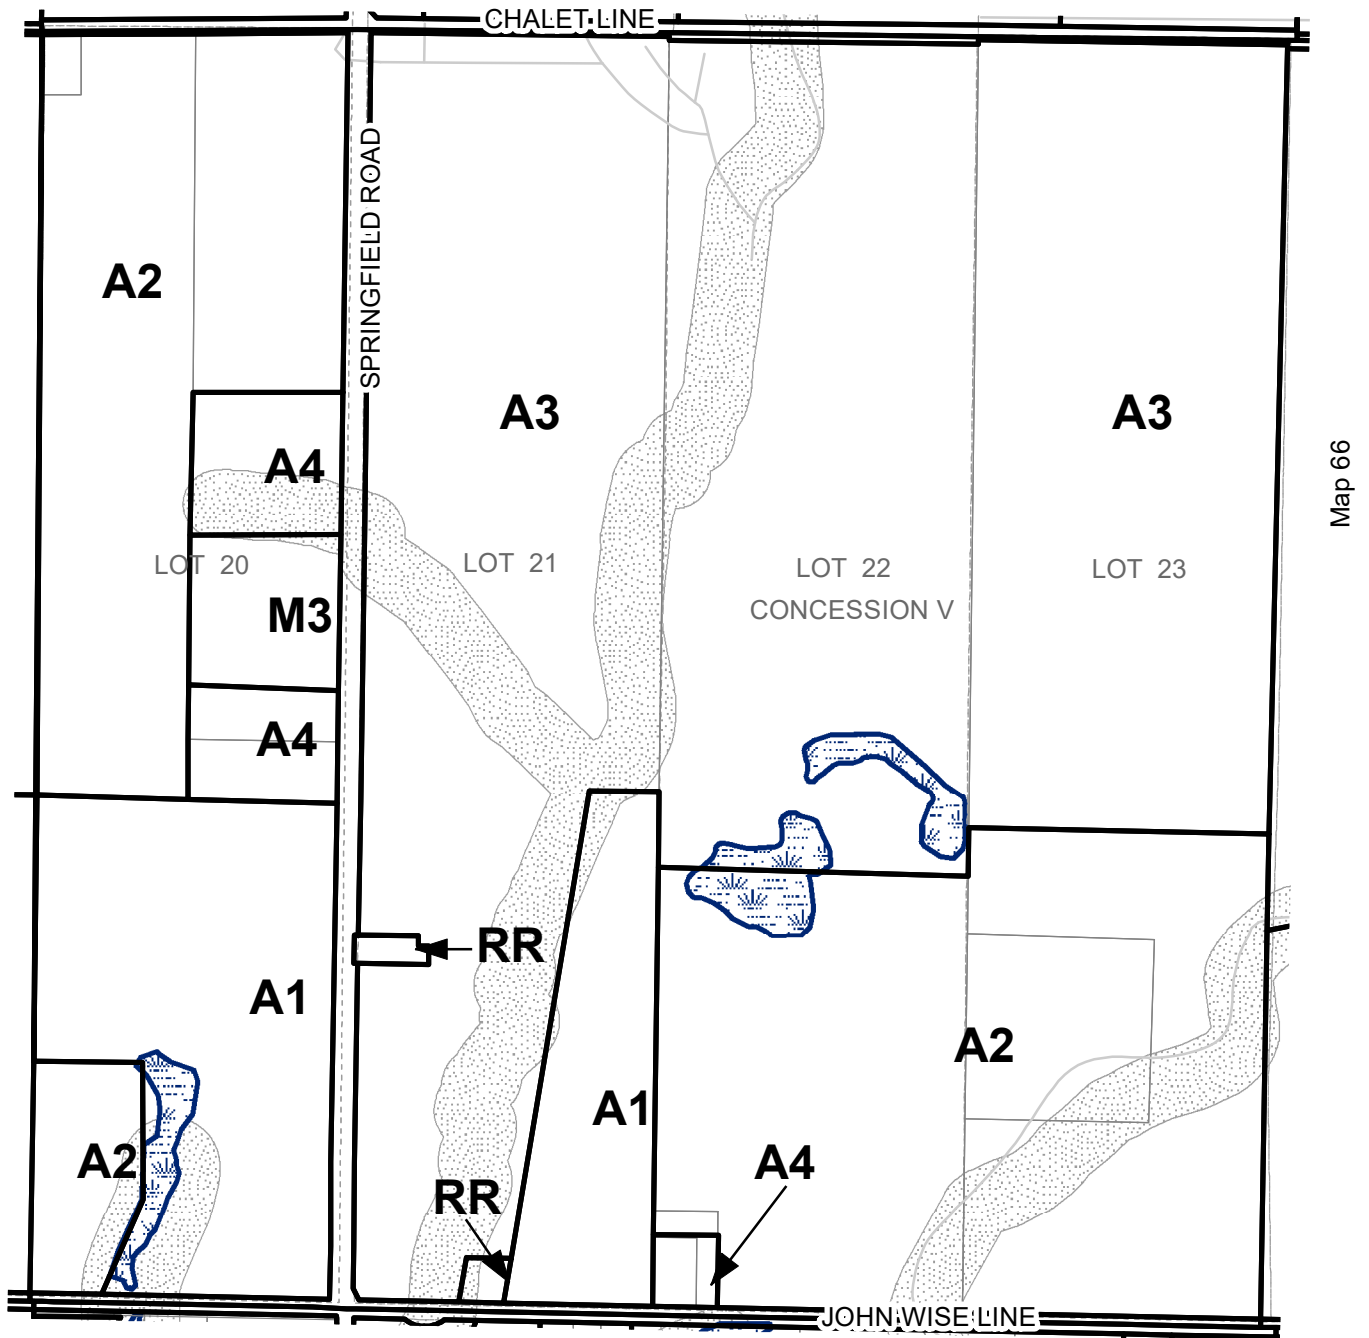 CHALET LINE
SPRINGFIELD ROAD
A2
A3
A3
Map 66
A4
LOT 20
LOT 21
LOT 22
CONCESSION V
LOT 23
M3
A4
RR
A1
A2
A1
A2
A4
RR
JOHN WISE LINE